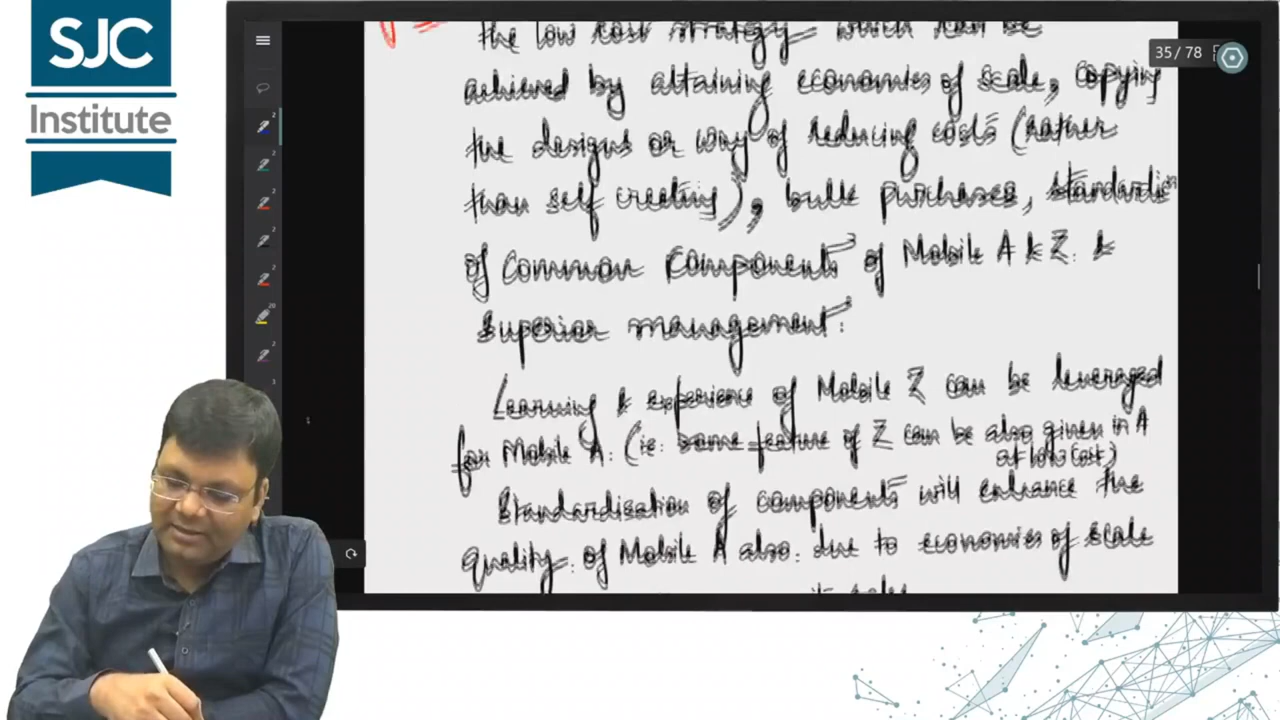 SJC
Institute
35 / 78
the low cost strategy which can be
achieved by attaining economies of scale, copying
the designs or way of reducing costs (rather
than self creating), bulk purchases, standardis
of common components of Mobile A & Z. &
superior management.
Learning & experience of Mobile Z can be leveraged
for Mobile A. (ie. some feature of Z can be also given in A
at low cost)
Standardization of components will enhance the
quality. of Mobile A also. due to economies of scale